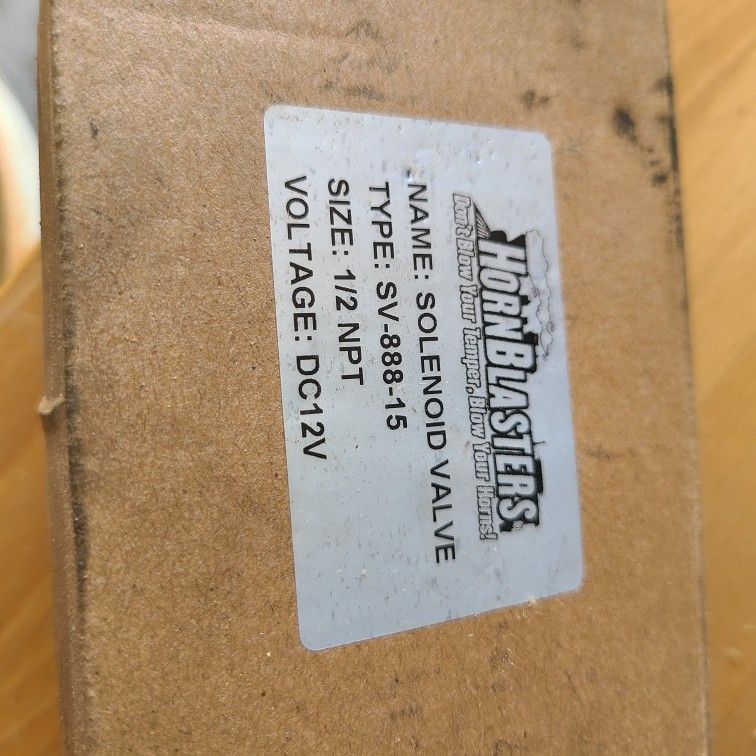 HORNBLASTERS
Don't Blow Your Temper, Blow Your Horns!
NAME: SOLENOID VALVE
TYPE: SV-888-15
SIZE: 1/2 NPT
VOLTAGE: DC12V